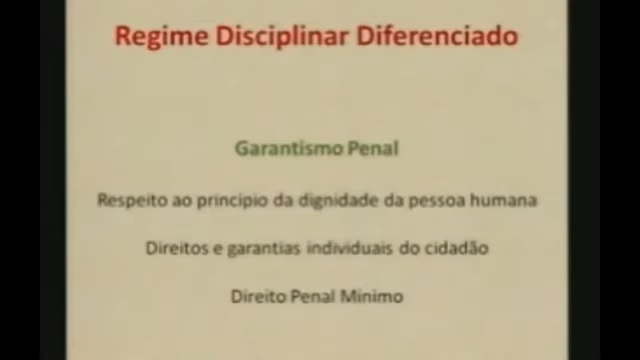 Regime Disciplinar Diferenciado
Garantismo Penal
Respeito ao princípio da dignidade da pessoa humana
Direitos e garantias individuais do cidadão
Direito Penal Mínimo